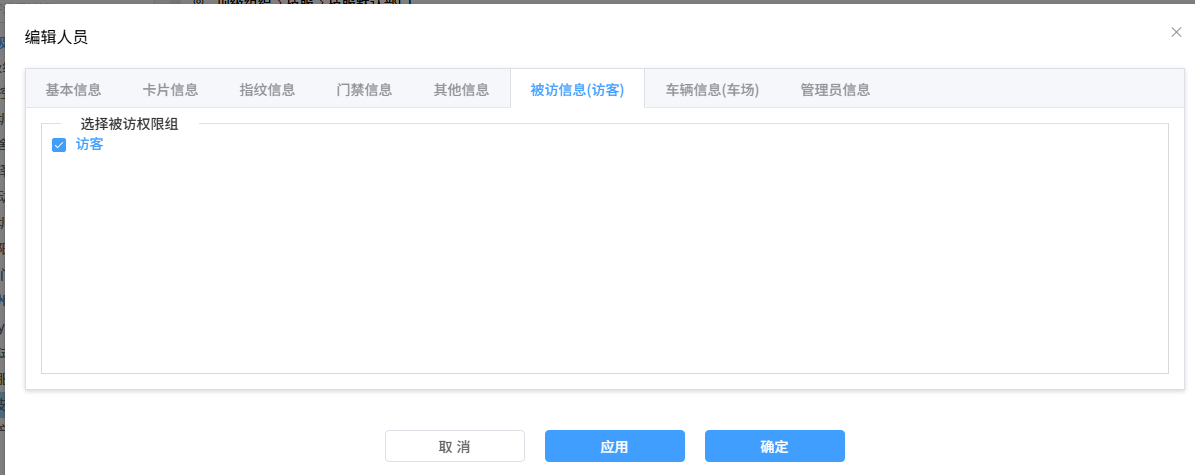 编辑人员
基本信息 卡片信息 指纹信息 门禁信息 其他信息 被访信息(访客) 车辆信息(车场) 管理员信息
选择被访权限组
访客
取 消 应用 确定